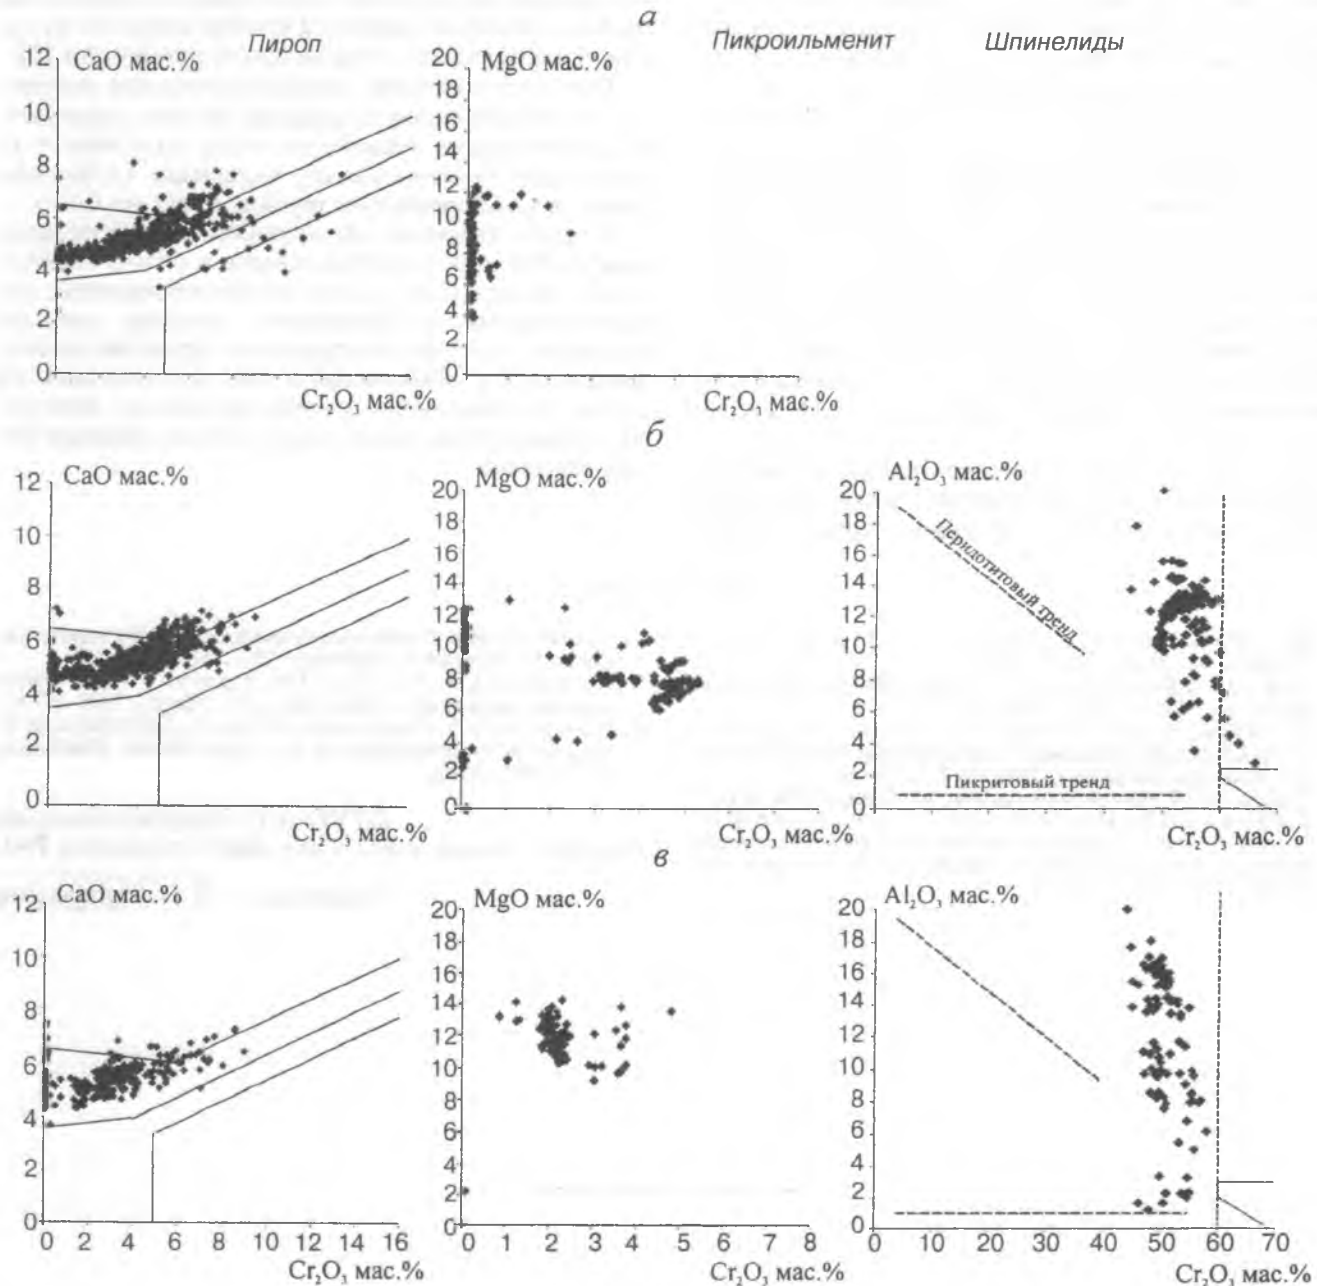 а
Пироп
Пикроильменит
Шпинелиды
CaO мас.%
12
10
8
6
4
2
0
Cr₂O₃ мас.%
MgO мас.%
20
18
16
14
12
10
8
6
4
2
0
Cr₂O₃ мас.%
б
CaO мас.%
12
10
8
6
4
2
0
Cr₂O₃ мас.%
MgO мас.%
20
18
16
14
12
10
8
6
4
2
0
Cr₂O₃ мас.%
Al₂O₃ мас.%
20
18
16
14
12
10
8
6
4
2
0
Перидотитовый тренд
Пикритовый тренд
Cr₂O₃ мас.%
в
CaO мас.%
12
10
8
6
4
2
0
0 2 4 6 8 10 12 14 16
Cr₂O₃ мас.%
MgO мас.%
20
18
16
14
12
10
8
6
4
2
0
0 1 2 3 4 5 6 7 8
Cr₂O₃ мас.%
Al₂O₃ мас.%
20
18
16
14
12
10
8
6
4
2
0
0 10 20 30 40 50 60 70
Cr₂O₃ мас.%